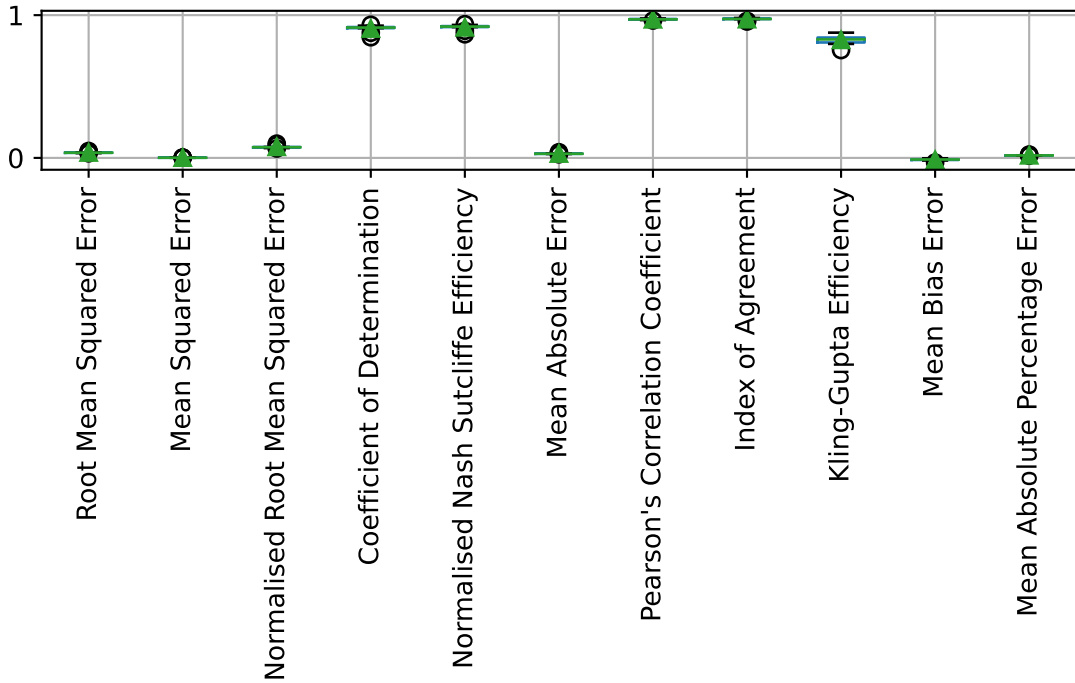 1
0
Root Mean Squared Error
Mean Squared Error
Normalised Root Mean Squared Error
Coefficient of Determination
Normalised Nash Sutcliffe Efficiency
Mean Absolute Error
Pearson's Correlation Coefficient
Index of Agreement
Kling-Gupta Efficiency
Mean Bias Error
Mean Absolute Percentage Error